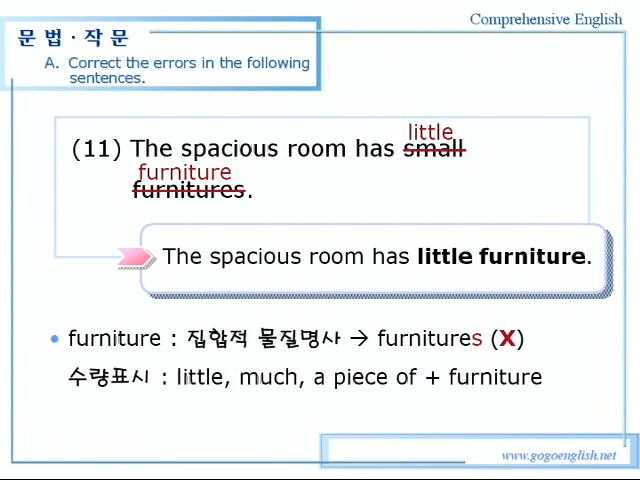 Comprehensive English
문 법 · 작 문
A. Correct the errors in the following
sentences.
little
(11) The spacious room has small
furniture
furnitures.
The spacious room has little furniture.
• furniture : 집합적 물질명사 → furnitures (X)
수량표시 : little, much, a piece of + furniture
www.gogoenglish.net